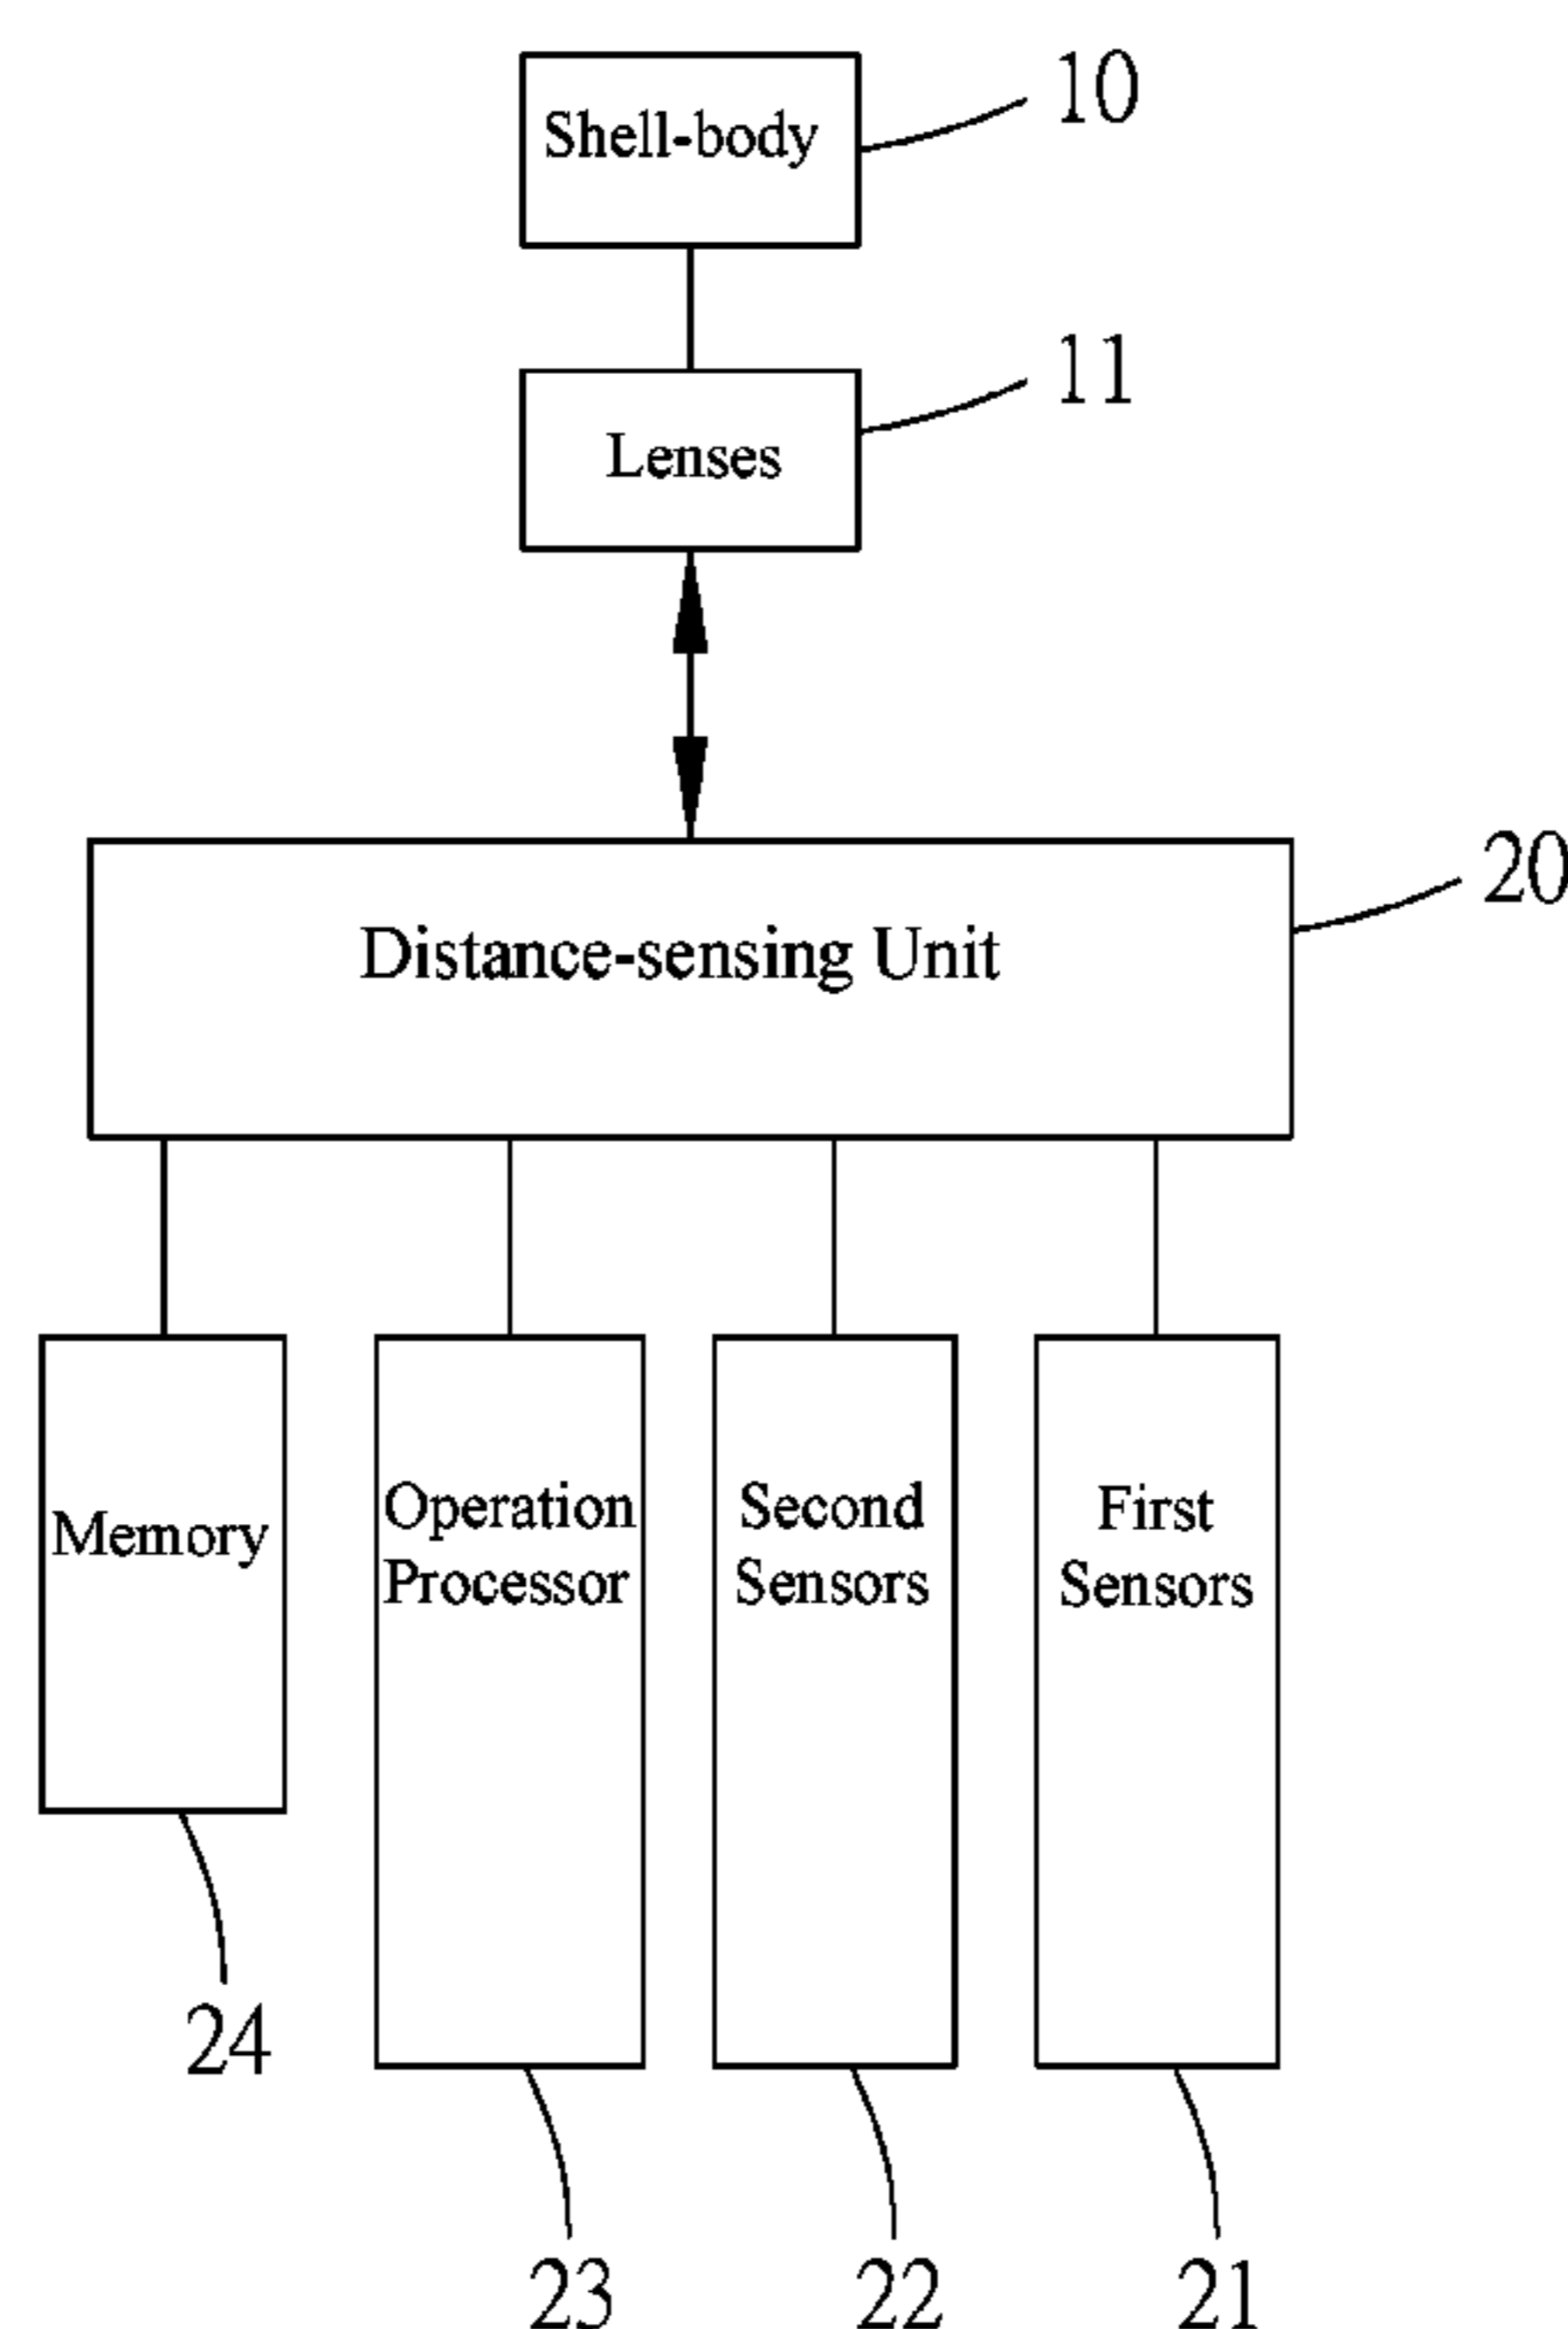 Shell-body
10
Lenses
11
Distance-sensing Unit
20
Memory
Operation
Processor
Second
Sensors
First
Sensors
24
23
22
21